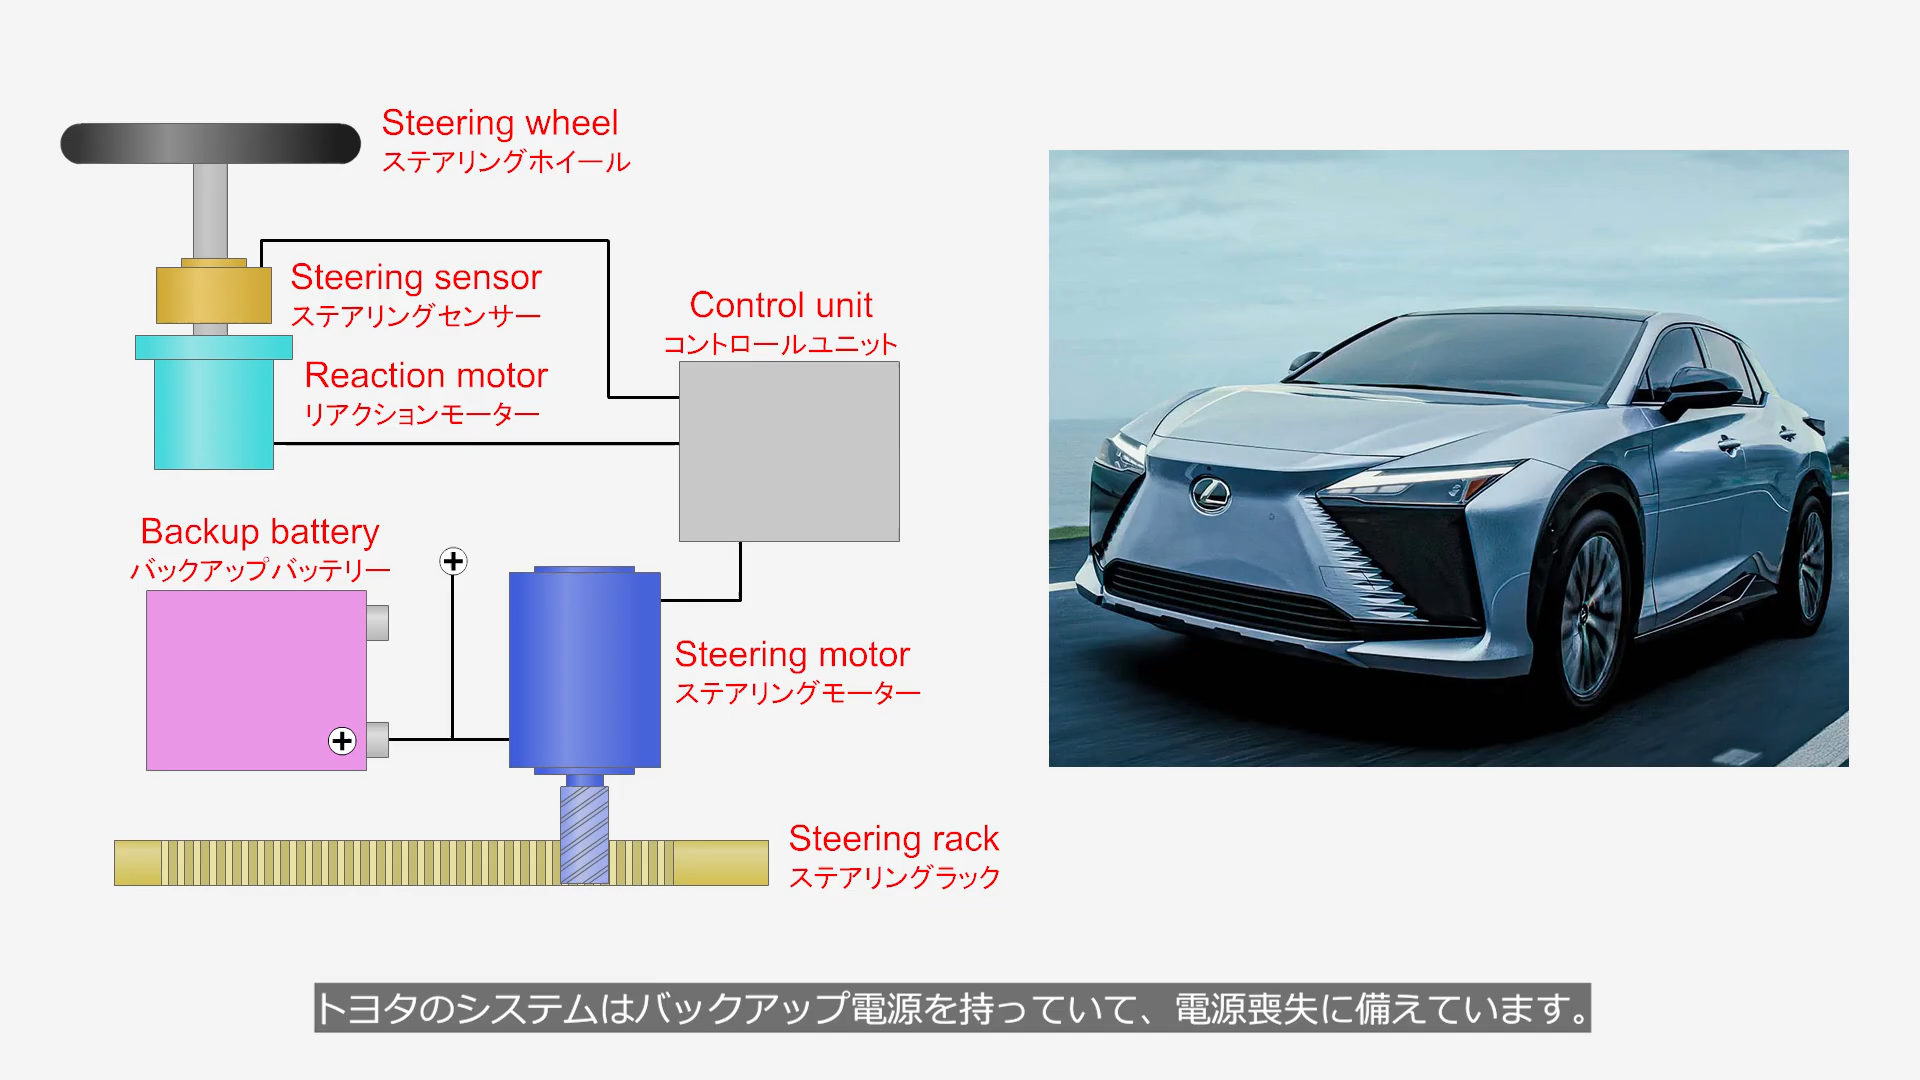 Steering wheel
ステアリングホイール
Steering sensor
ステアリングセンサー
Control unit
コントロールユニット
Reaction motor
リアクションモーター
Backup battery
バックアップバッテリー
Steering motor
ステアリングモーター
Steering rack
ステアリングラック
トヨタのシステムはバックアップ電源を持っていて、電源喪失に備えています。